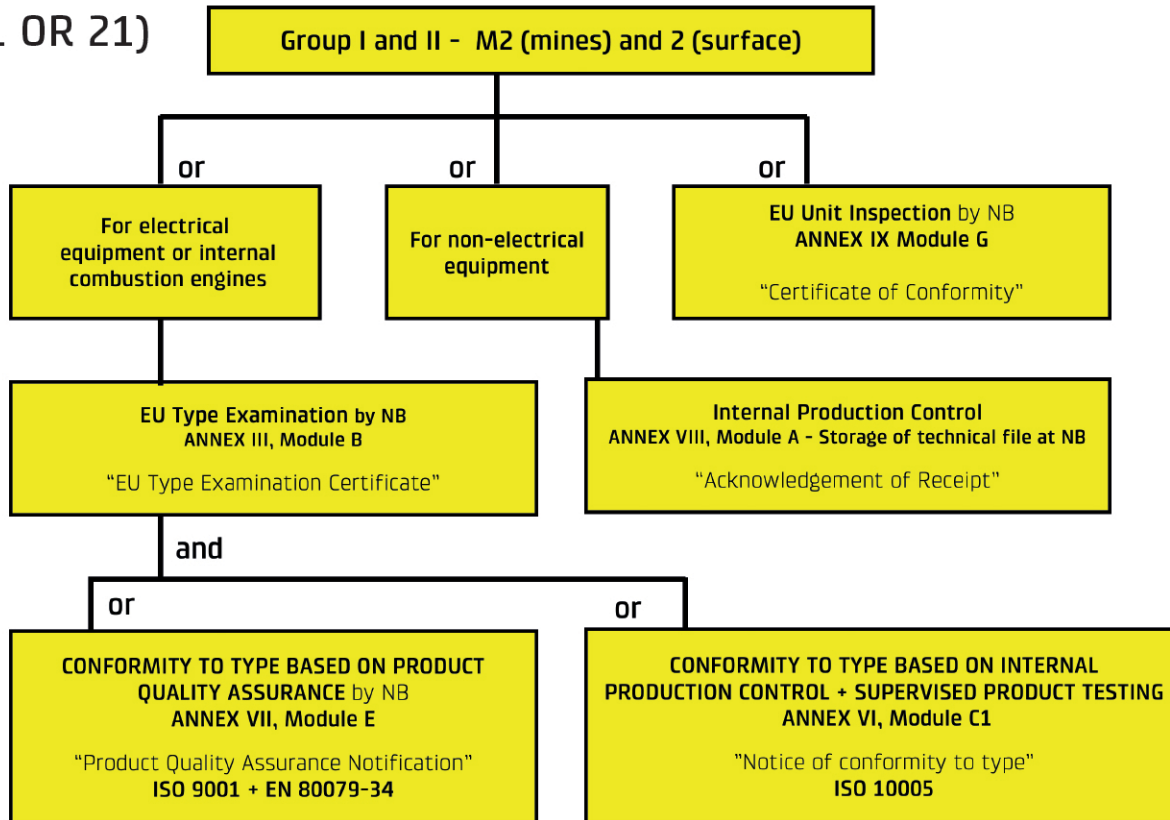 OR 21)
Group I and II - M2 (mines) and 2 (surface)
or
or
or
For electrical
equipment or internal
combustion engines
For non-electrical
equipment
EU Unit Inspection by NB
ANNEX IX Module G
“Certificate of Conformity”
EU Type Examination by NB
ANNEX III, Module B
“EU Type Examination Certificate”
Internal Production Control
ANNEX VIII, Module A - Storage of technical file at NB
“Acknowledgement of Receipt”
and
or
or
CONFORMITY TO TYPE BASED ON PRODUCT
QUALITY ASSURANCE by NB
ANNEX VII, Module E
“Product Quality Assurance Notification”
ISO 9001 + EN 80079-34
CONFORMITY TO TYPE BASED ON INTERNAL
PRODUCTION CONTROL + SUPERVISED PRODUCT TESTING
ANNEX VI, Module C1
"Notice of conformity to type"
ISO 10005